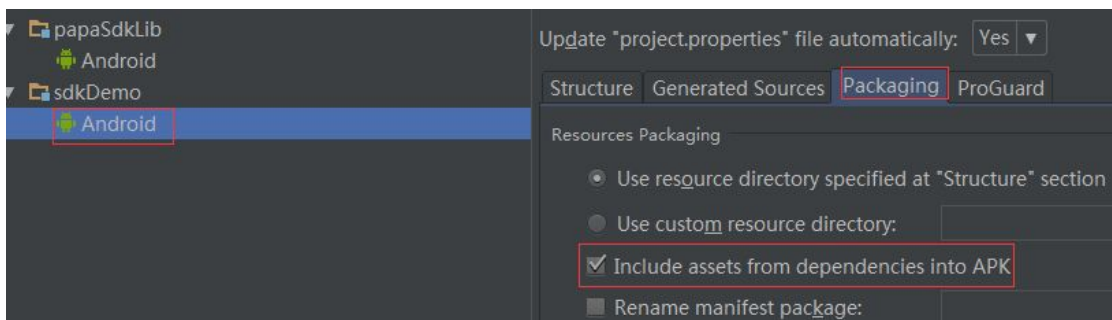 papaSdkLib
Android
sdkDemo
Android
Update "project.properties" file automatically: Yes
Structure Generated Sources Packaging ProGuard
Resources Packaging
Use resource directory specified at "Structure" section
Use custom resource directory:
Include assets from dependencies into APK
Rename manifest package: